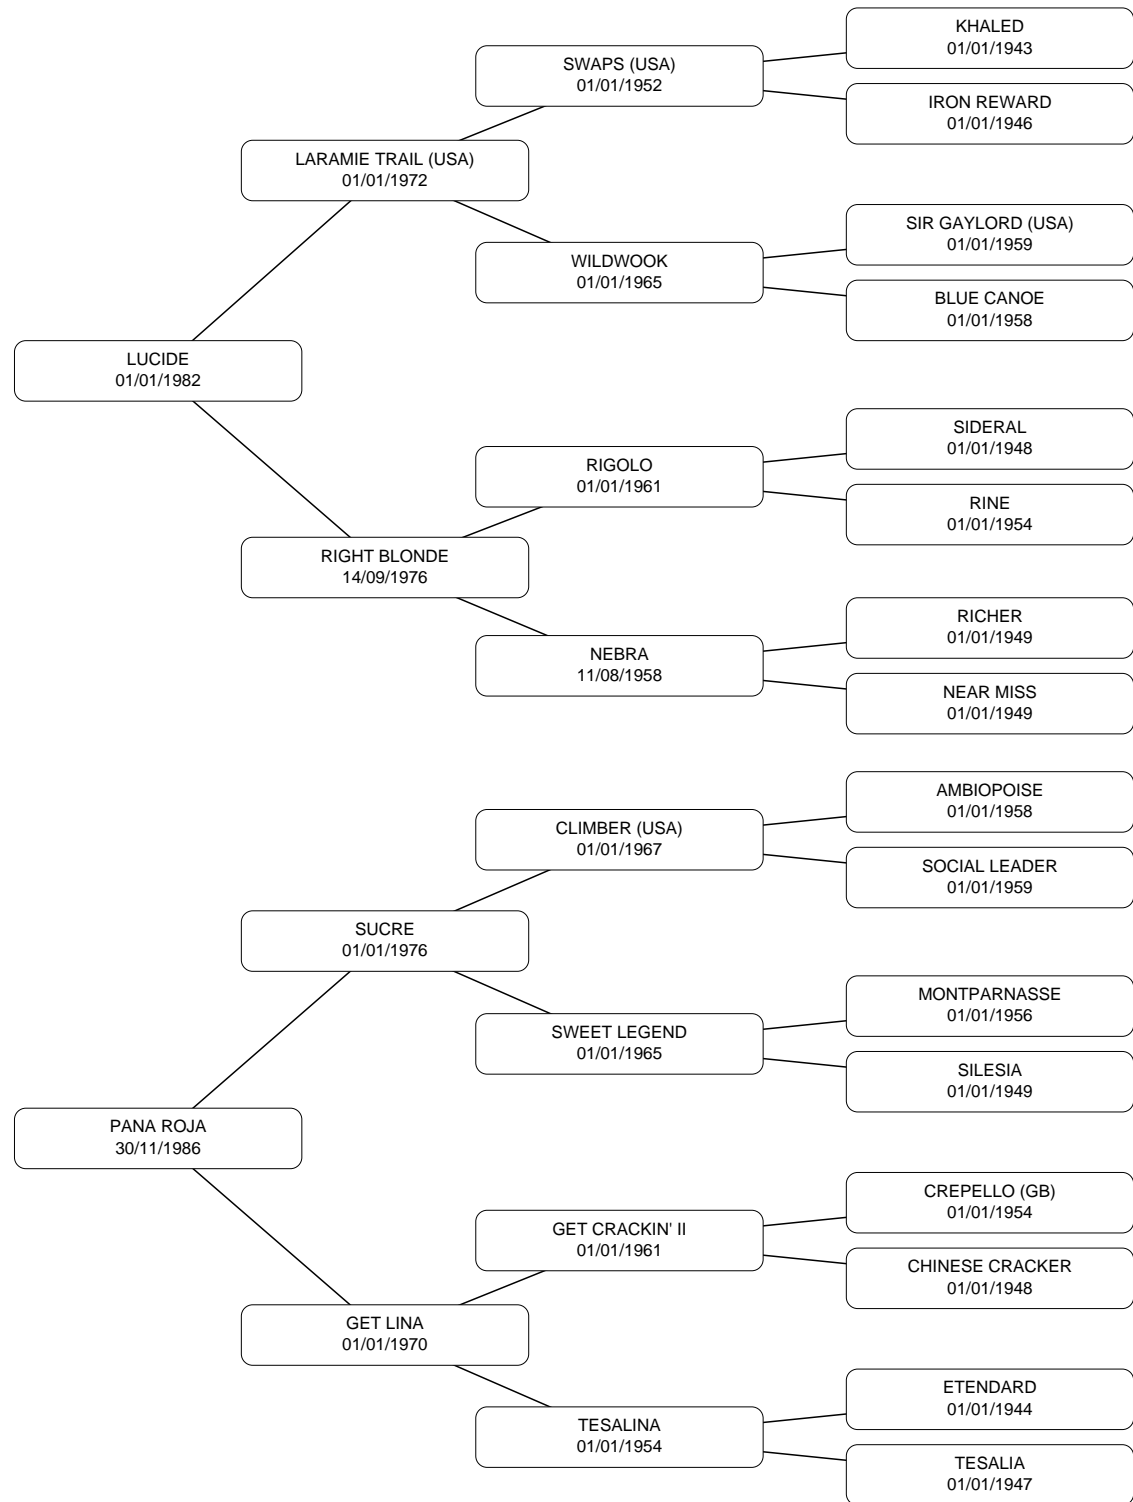 KHALED
01/01/1943
SWAPS (USA)
01/01/1952
IRON REWARD
01/01/1946
LARAMIE TRAIL (USA)
01/01/1972
SIR GAYLORD (USA)
01/01/1959
WILDWOOK
01/01/1965
BLUE CANOE
01/01/1958
LUCIDE
01/01/1982
SIDERAL
01/01/1948
RIGOLO
01/01/1961
RINE
01/01/1954
RIGHT BLONDE
14/09/1976
RICHER
01/01/1949
NEBRA
11/08/1958
NEAR MISS
01/01/1949
AMBIOPOISE
01/01/1958
CLIMBER (USA)
01/01/1967
SOCIAL LEADER
01/01/1959
SUCRE
01/01/1976
MONTPARNASSE
01/01/1956
SWEET LEGEND
01/01/1965
SILESIA
01/01/1949
PANA ROJA
30/11/1986
CREPELLO (GB)
01/01/1954
GET CRACKIN' II
01/01/1961
CHINESE CRACKER
01/01/1948
GET LINA
01/01/1970
ETENDARD
01/01/1944
TESALINA
01/01/1954
TESALIA
01/01/1947